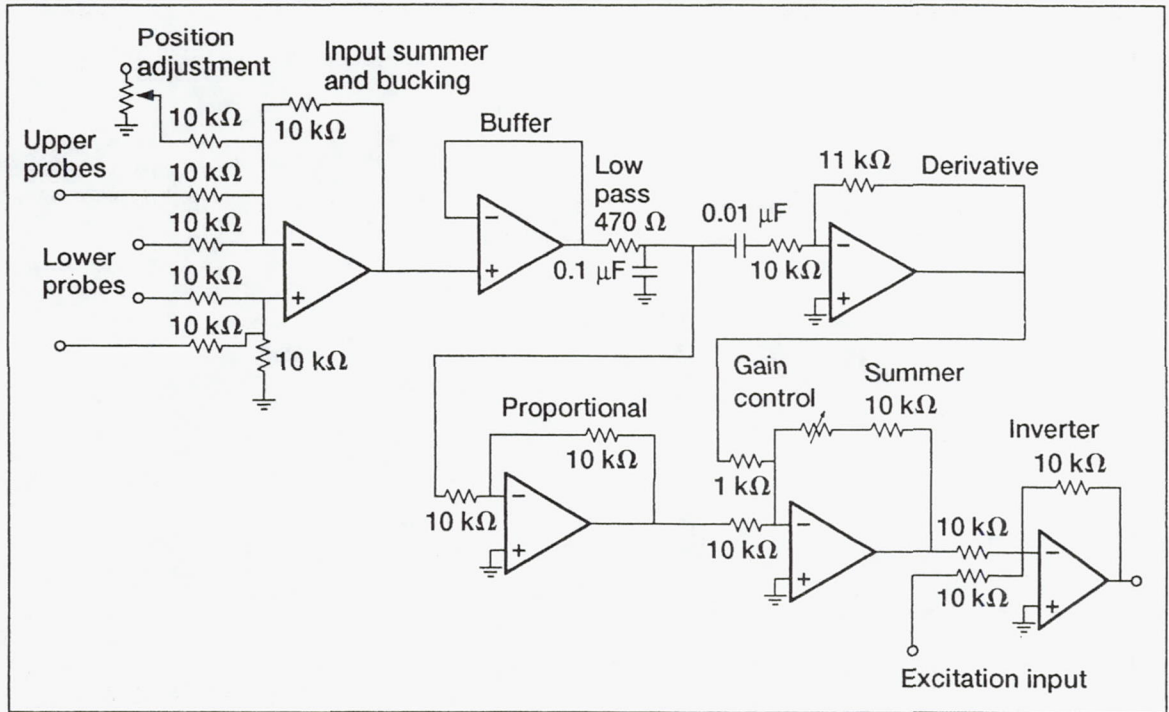 Position
adjustment
Input summer
and bucking
10 kΩ
10 kΩ
Upper
probes
10 kΩ
10 kΩ
Lower
probes
10 kΩ
10 kΩ
10 kΩ
−
+
Buffer
−
+
Low
pass
470 Ω
0.1 μF
0.01 μF
10 kΩ
11 kΩ
Derivative
−
+
Proportional
10 kΩ
10 kΩ
−
+
Gain
control
Summer
10 kΩ
1 kΩ
10 kΩ
−
+
Inverter
10 kΩ
10 kΩ
10 kΩ
−
+
Excitation input